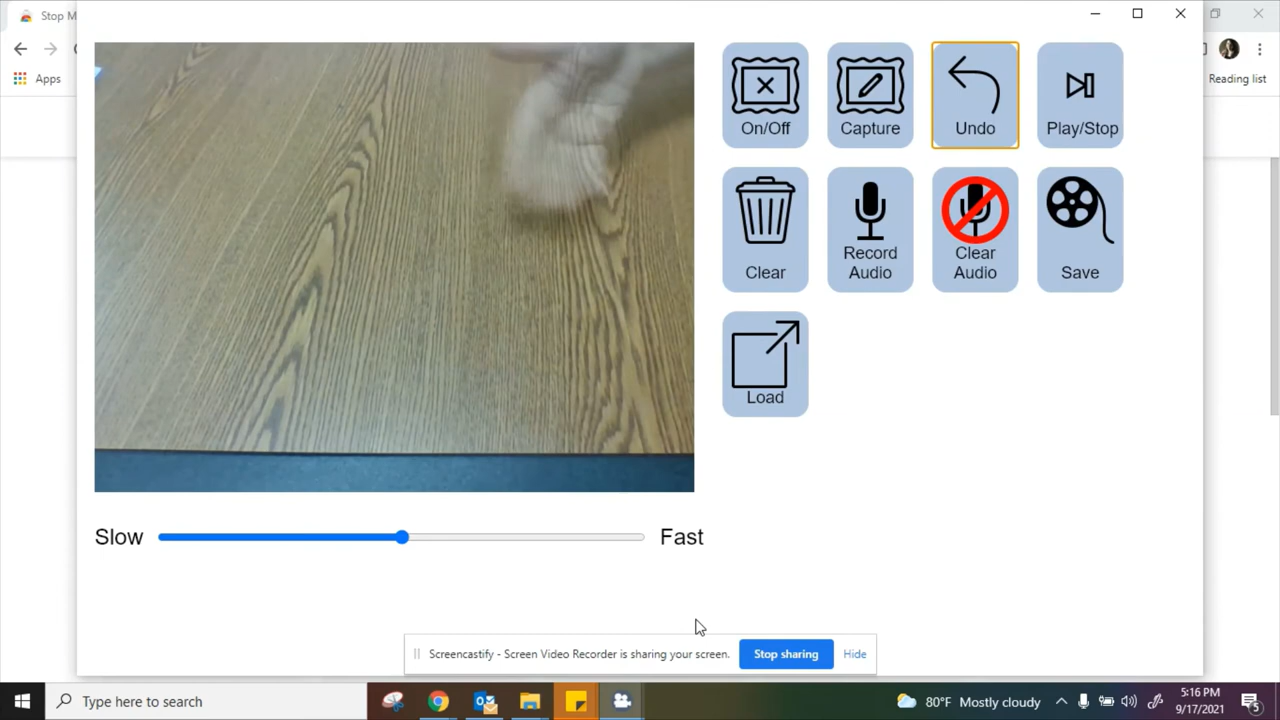 Stop M
Apps
Reading list
On/Off
Capture
Undo
Play/Stop
Clear
Record
Audio
Clear
Audio
Save
Load
Slow
Fast
Screencastify - Screen Video Recorder is sharing your screen.
Stop sharing
Hide
Type here to search
80°F Mostly cloudy
5:16 PM
9/17/2021
5